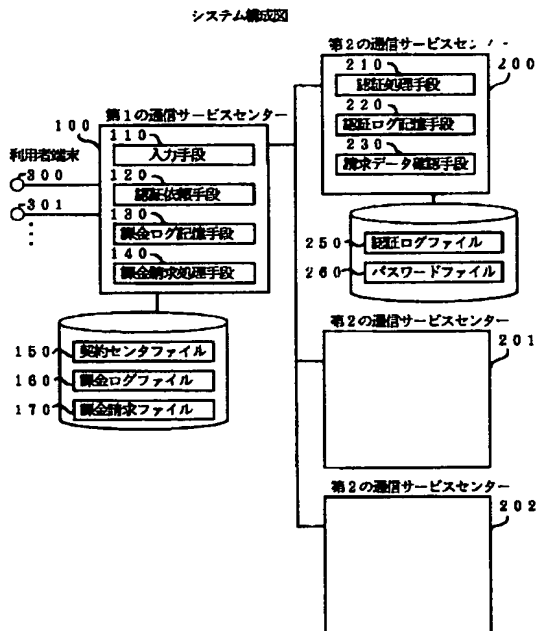 システム構成図
第1の通信サービスセンター
100
110
入力手段
120
認証依頼手段
130
課金ログ記憶手段
140
課金請求処理手段
利用者端末
300
301
150
契約センタファイル
160
課金ログファイル
170
課金請求ファイル
第2の通信サービスセンター
200
210
認証処理手段
220
認証ログ記憶手段
230
請求データ確認手段
250
認証ログファイル
260
パスワードファイル
第2の通信サービスセンター
201
第2の通信サービスセンター
202